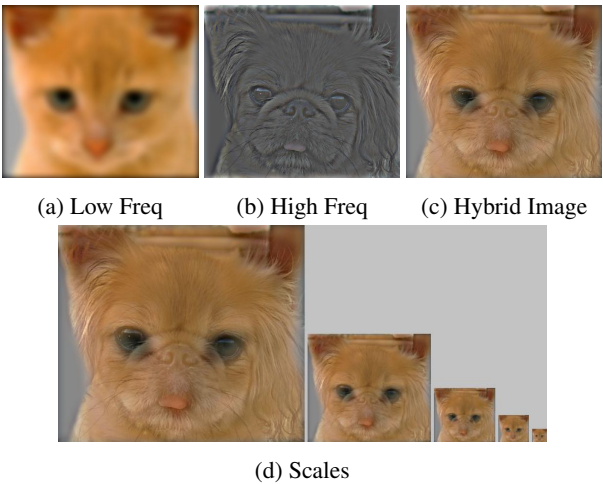 (a) Low Freq
(b) High Freq
(c) Hybrid Image
(d) Scales